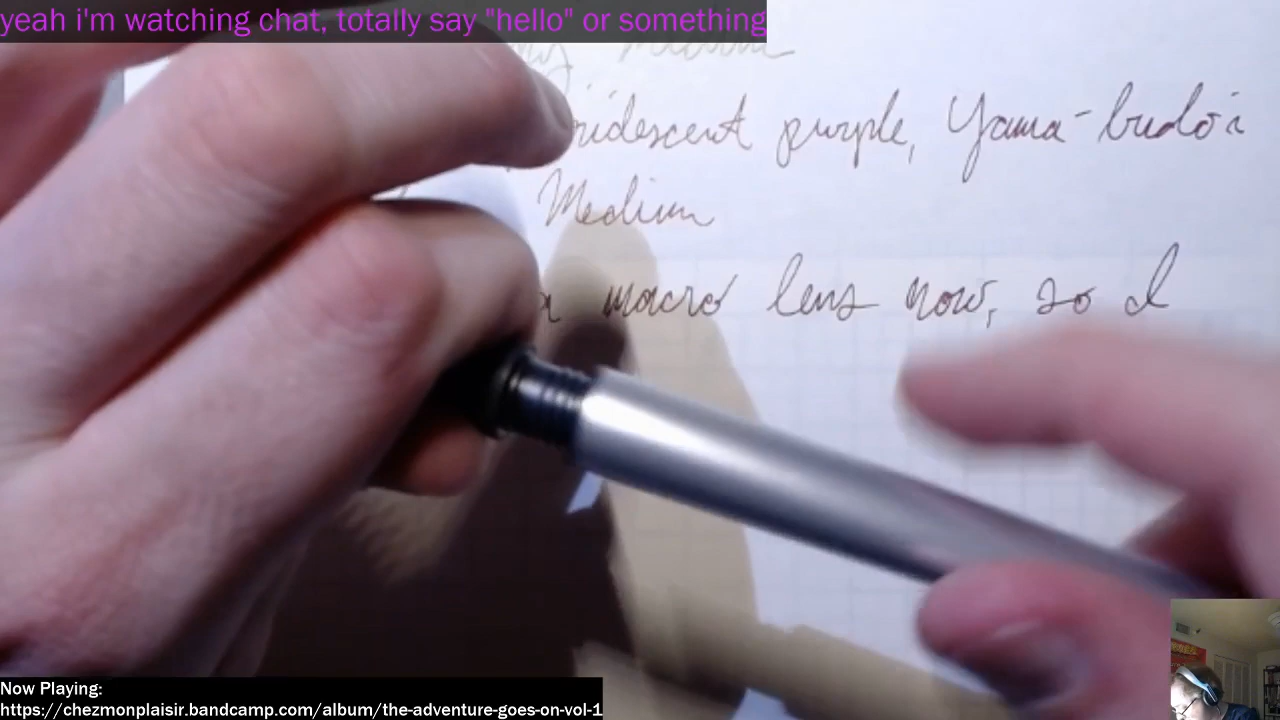 yeah i'm watching chat, totally say "hello" or something
Medium
iridescent purple, Yama-budo i
Medium
a macro lens now, so I
Now Playing:
https://chezmonplaisir.bandcamp.com/album/the-adventure-goes-on-vol-1